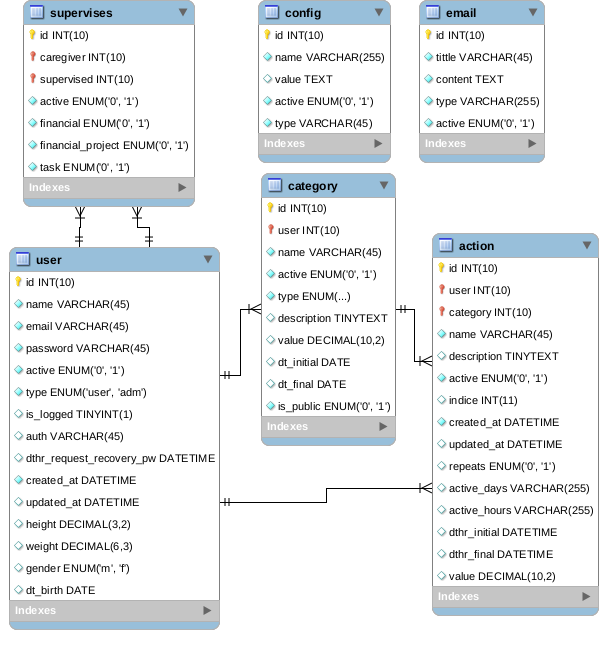 supervises
id INT(10)
caregiver INT(10)
supervised INT(10)
active ENUM('0', '1')
financial ENUM('0', '1')
financial_project ENUM('0', '1')
task ENUM('0', '1')
Indexes
config
id INT(10)
name VARCHAR(255)
value TEXT
active ENUM('0', '1')
type VARCHAR(45)
Indexes
email
id INT(10)
tittle VARCHAR(45)
content TEXT
type VARCHAR(255)
active ENUM('0', '1')
Indexes
category
id INT(10)
user INT(10)
name VARCHAR(45)
active ENUM('0', '1')
type ENUM(...)
description TINYTEXT
value DECIMAL(10,2)
dt_initial DATE
dt_final DATE
is_public ENUM('0', '1')
Indexes
user
id INT(10)
name VARCHAR(45)
email VARCHAR(45)
password VARCHAR(45)
active ENUM('0', '1')
type ENUM('user', 'adm')
is_logged TINYINT(1)
auth VARCHAR(45)
dthr_request_recovery_pw DATETIME
created_at DATETIME
updated_at DATETIME
height DECIMAL(3,2)
weight DECIMAL(6,3)
gender ENUM('m', 'f')
dt_birth DATE
Indexes
action
id INT(10)
user INT(10)
category INT(10)
name VARCHAR(45)
description TINYTEXT
active ENUM('0', '1')
indice INT(11)
created_at DATETIME
updated_at DATETIME
repeats ENUM('0', '1')
active_days VARCHAR(255)
active_hours VARCHAR(255)
dthr_initial DATETIME
dthr_final DATETIME
value DECIMAL(10,2)
Indexes